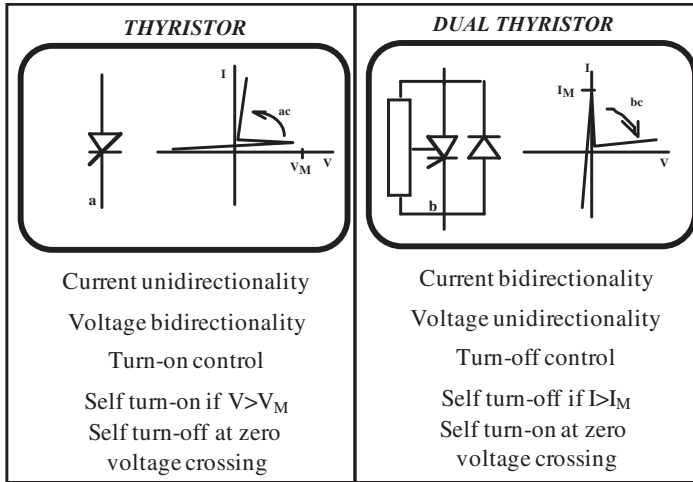 THYRISTOR
I
ac
V_M
V
a
Current unidirectionality
Voltage bidirectionality
Turn-on control
Self turn-on if V>V_M
Self turn-off at zero
voltage crossing
DUAL THYRISTOR
I
I_M
bc
V
b
Current bidirectionality
Voltage unidirectionality
Turn-off control
Self turn-off if I>I_M
Self turn-on at zero
voltage crossing